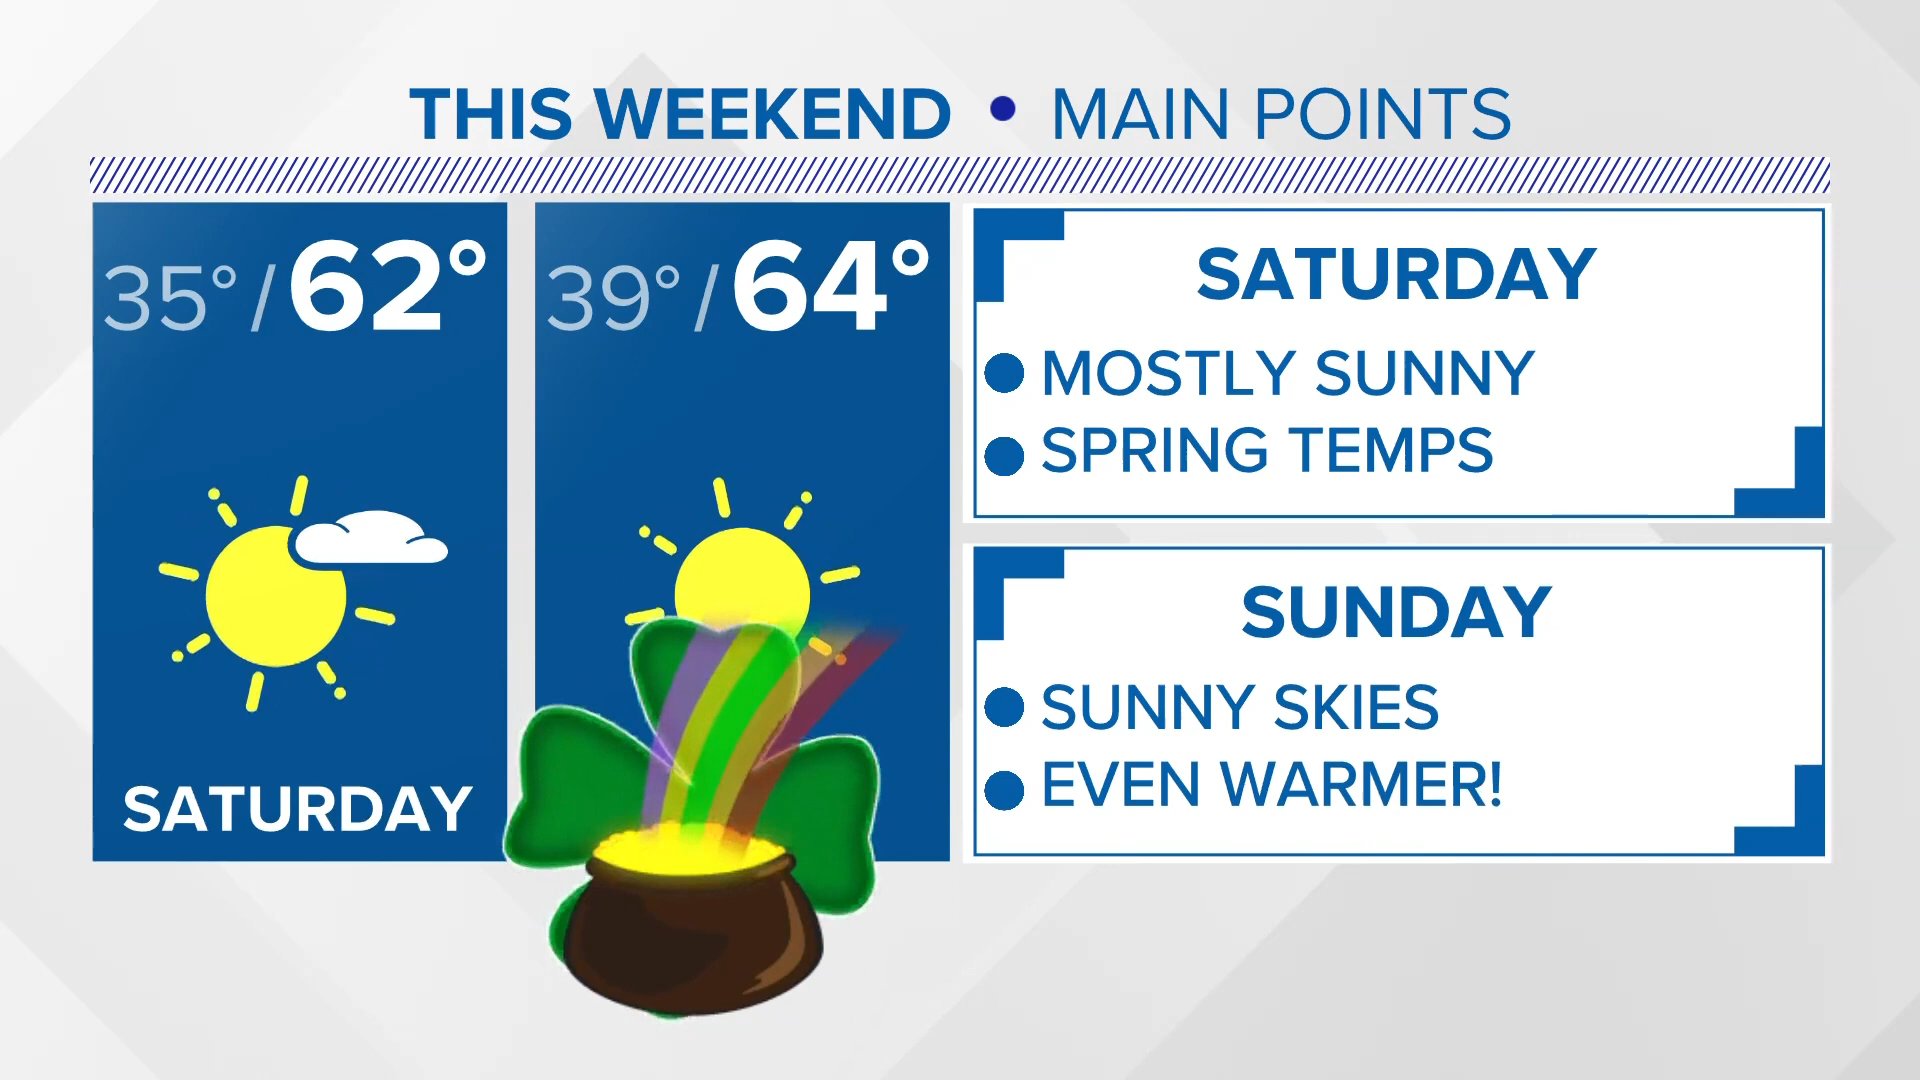 THIS WEEKEND • MAIN POINTS
35°/62°
SATURDAY
39°/64°
SATURDAY
● MOSTLY SUNNY
● SPRING TEMPS
SUNDAY
● SUNNY SKIES
● EVEN WARMER!